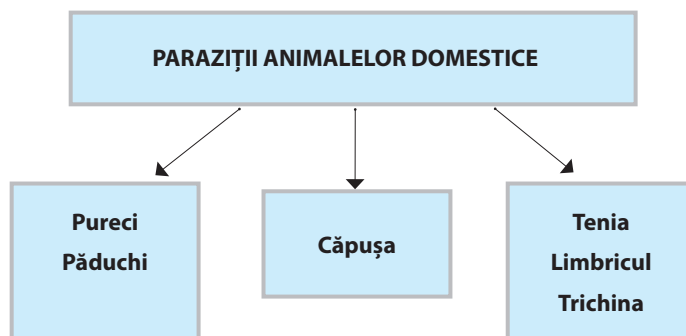 PARAZIȚII ANIMALELOR DOMESTICE
Pureci
Păduchi
Căpușa
Tenia
Limbricul
Trichina